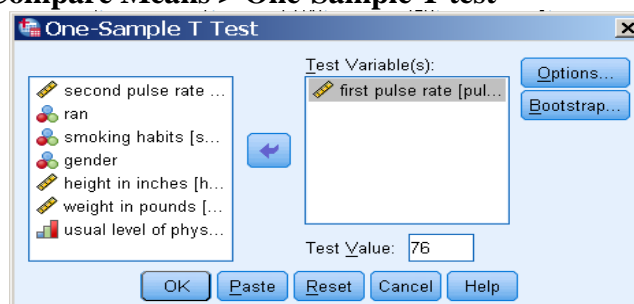 Compare Means > One-Sample T test
One-Sample T Test
second pulse rate ...
ran
smoking habits [s...
gender
height in inches [h...
weight in pounds [...
usual level of phys...
Test Variable(s):
first pulse rate [pul...
Test Value: 76
Options...
Bootstrap...
OK Paste Reset Cancel Help